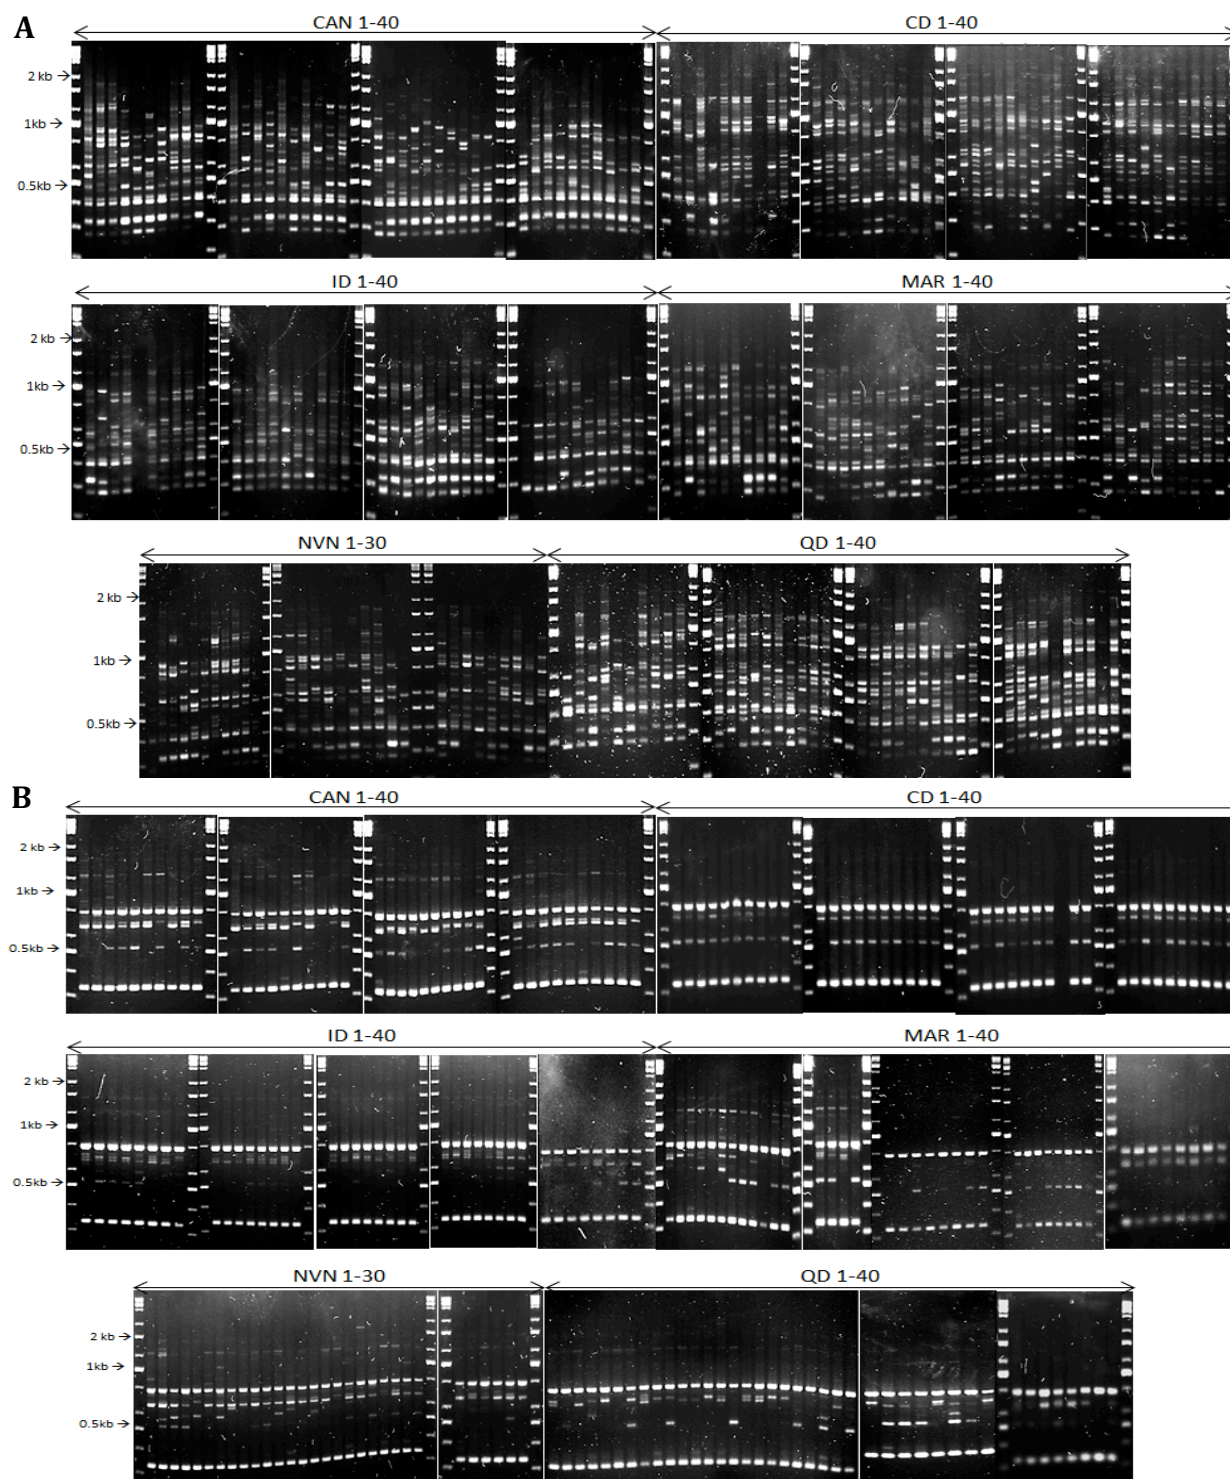 A
CAN 1-40
CD 1-40
2 kb →
1kb →
0.5kb →
ID 1-40
MAR 1-40
2 kb →
1kb →
0.5kb →
NVN 1-30
QD 1-40
2 kb →
1kb →
0.5kb →
B
CAN 1-40
CD 1-40
2 kb →
1kb →
0.5kb →
ID 1-40
MAR 1-40
2 kb →
1kb →
0.5kb →
NVN 1-30
QD 1-40
2 kb →
1kb →
0.5kb →